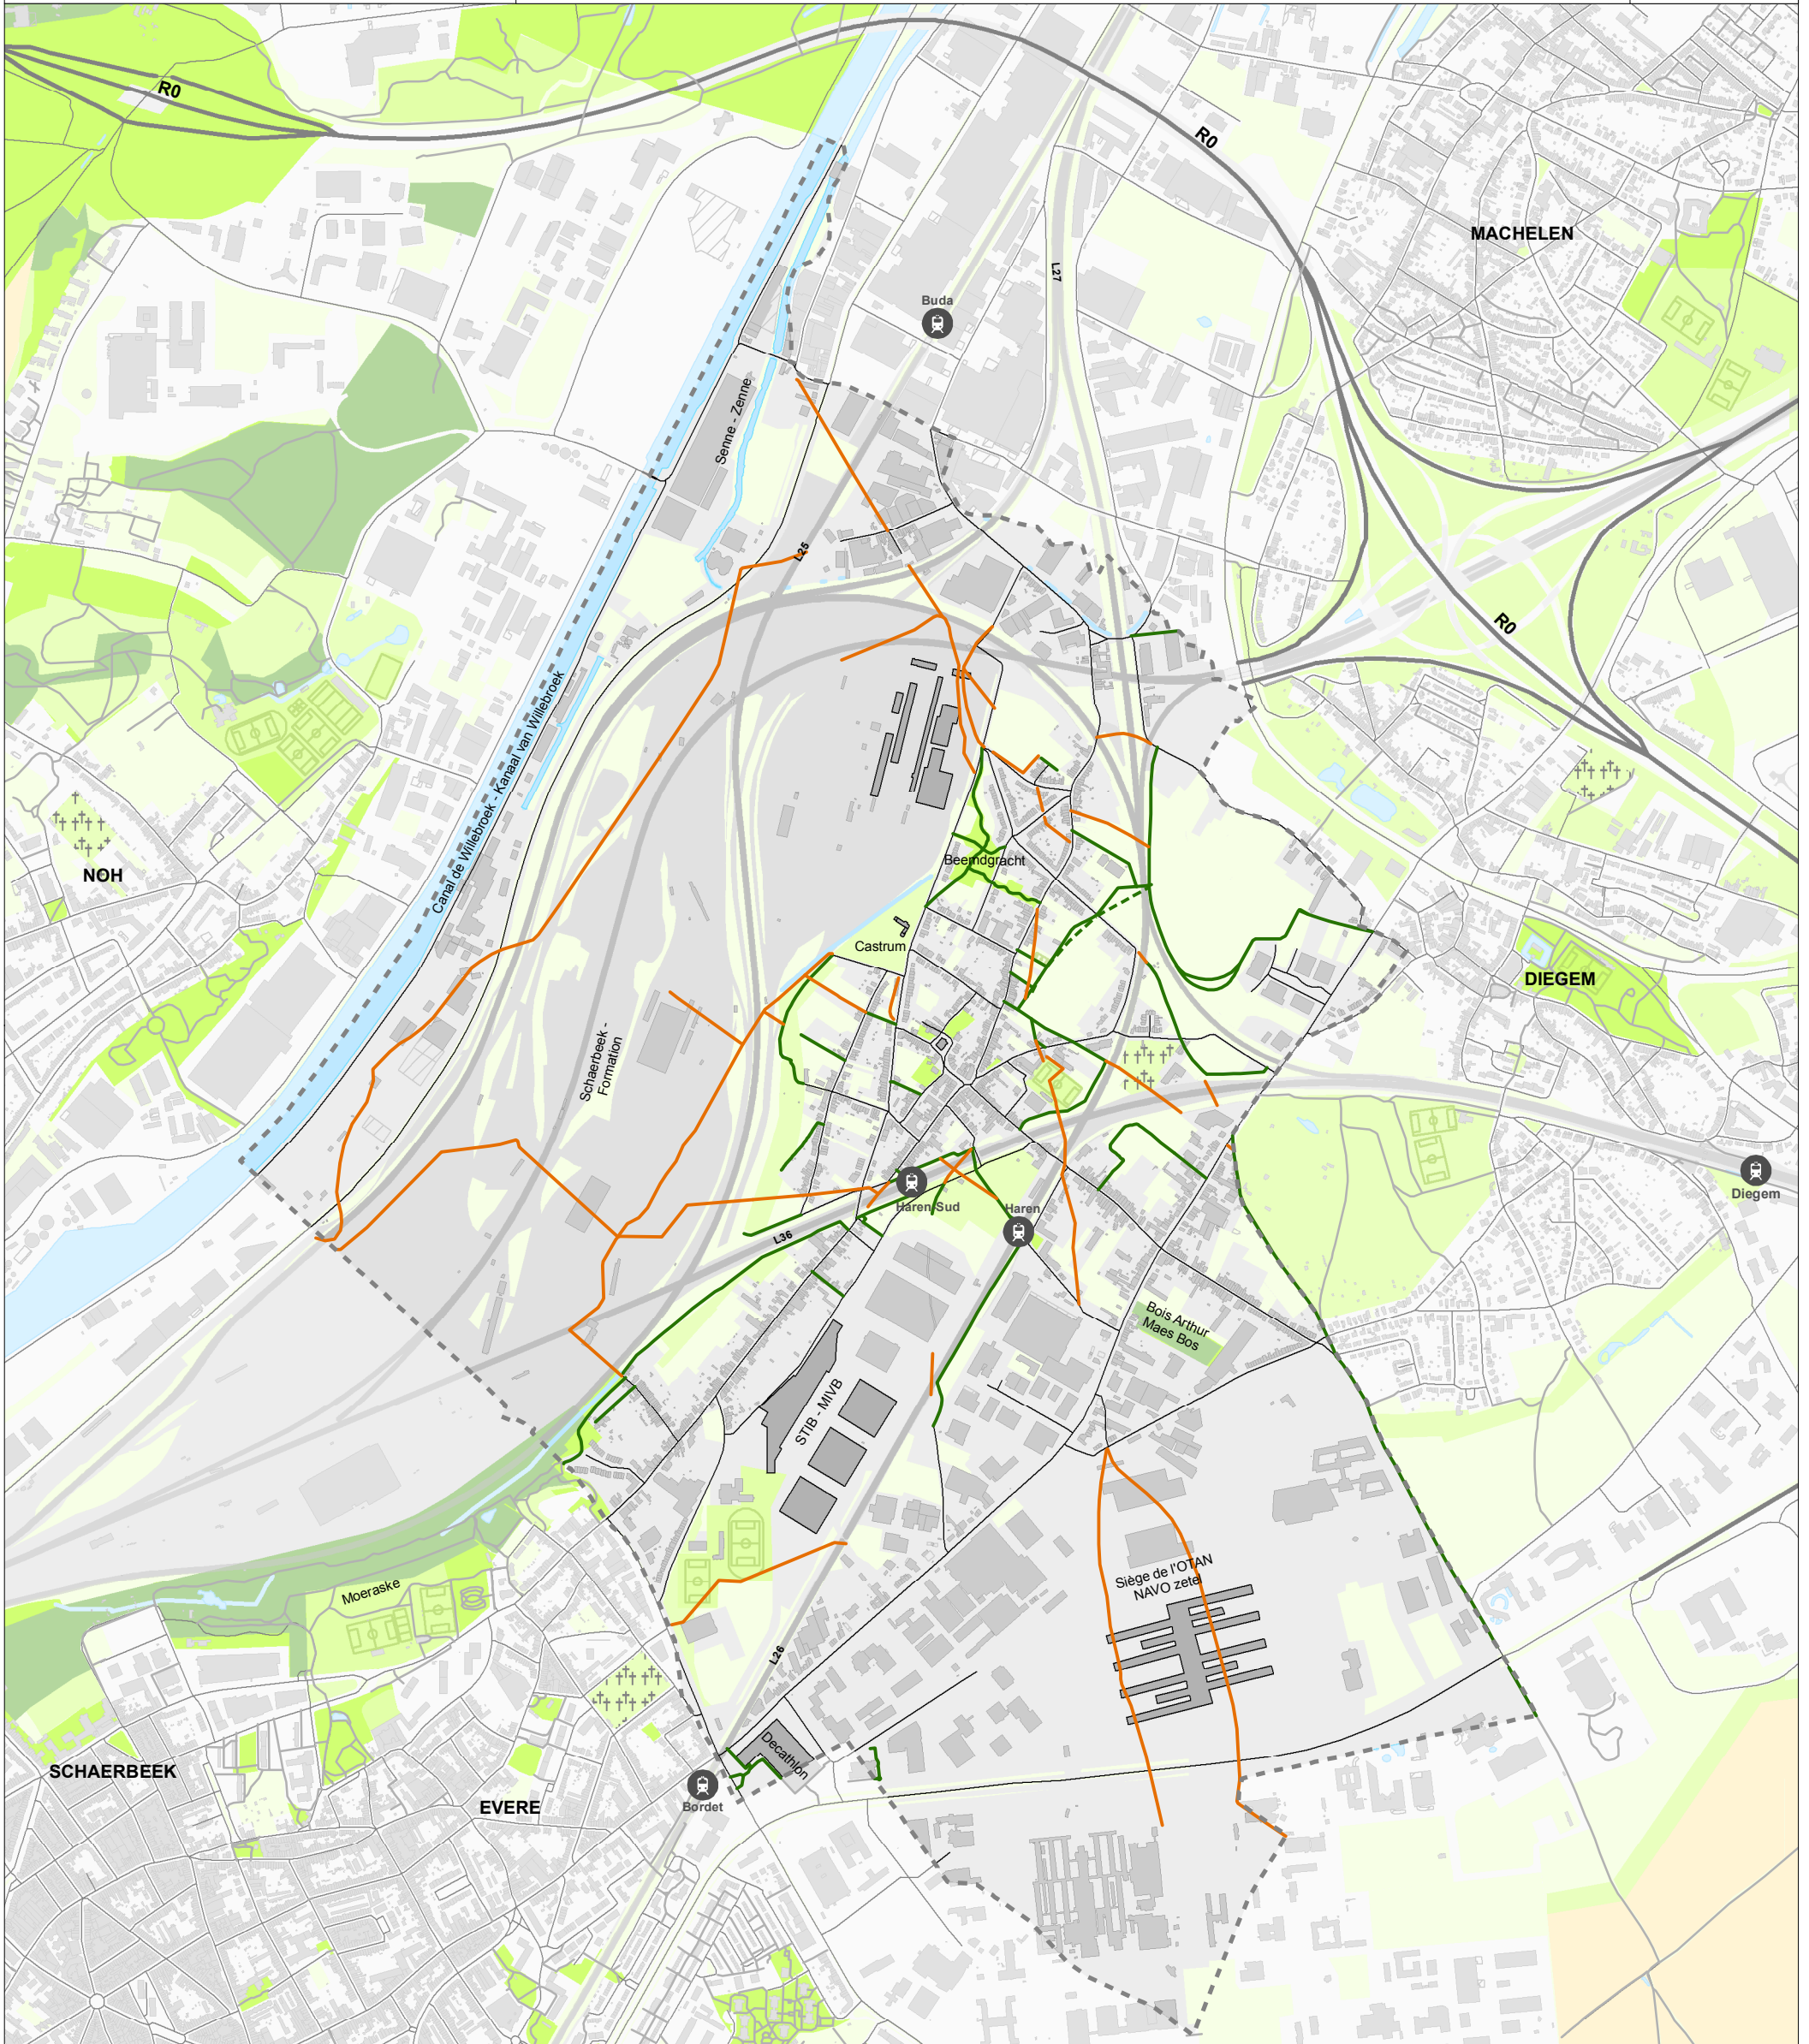 R0
R0
MACHELEN
L27
Buda
Senne - Zenne
L25
R0
Canal de Willebroek - Kanaal van Willebroek
NOH
Beemdgracht
Castrum
DIEGEM
Schaerbeek -
Formation
Haren-Sud
Haren
Diegem
L36
Bois Arthur
Maes Bos
STIB - MIVB
Siège de l'OTAN
NAVO zetel
Moeraske
L26
Decathlon
SCHAERBEEK
EVERE
Bordet